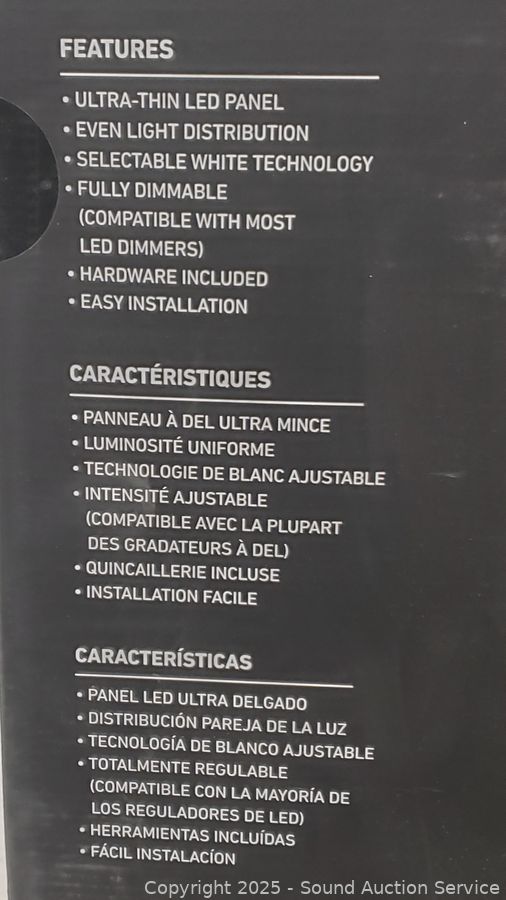 FEATURES
• ULTRA-THIN LED PANEL
• EVEN LIGHT DISTRIBUTION
• SELECTABLE WHITE TECHNOLOGY
• FULLY DIMMABLE
(COMPATIBLE WITH MOST
LED DIMMERS)
• HARDWARE INCLUDED
• EASY INSTALLATION
CARACTÉRISTIQUES
• PANNEAU À DEL ULTRA MINCE
• LUMINOSITÉ UNIFORME
• TECHNOLOGIE DE BLANC AJUSTABLE
• INTENSITÉ AJUSTABLE
(COMPATIBLE AVEC LA PLUPART
DES GRADATEURS À DEL)
• QUINCAILLERIE INCLUSE
• INSTALLATION FACILE
CARACTERÍSTICAS
• PANEL LED ULTRA DELGADO
• DISTRIBUCIÓN PAREJA DE LA LUZ
• TECNOLOGÍA DE BLANCO AJUSTABLE
• TOTALMENTE REGULABLE
(COMPATIBLE CON LA MAYORÍA DE
LOS REGULADORES DE LED)
• HERRAMIENTAS INCLUÍDAS
• FÁCIL INSTALACÍON
Copyright 2025 - Sound Auction Service